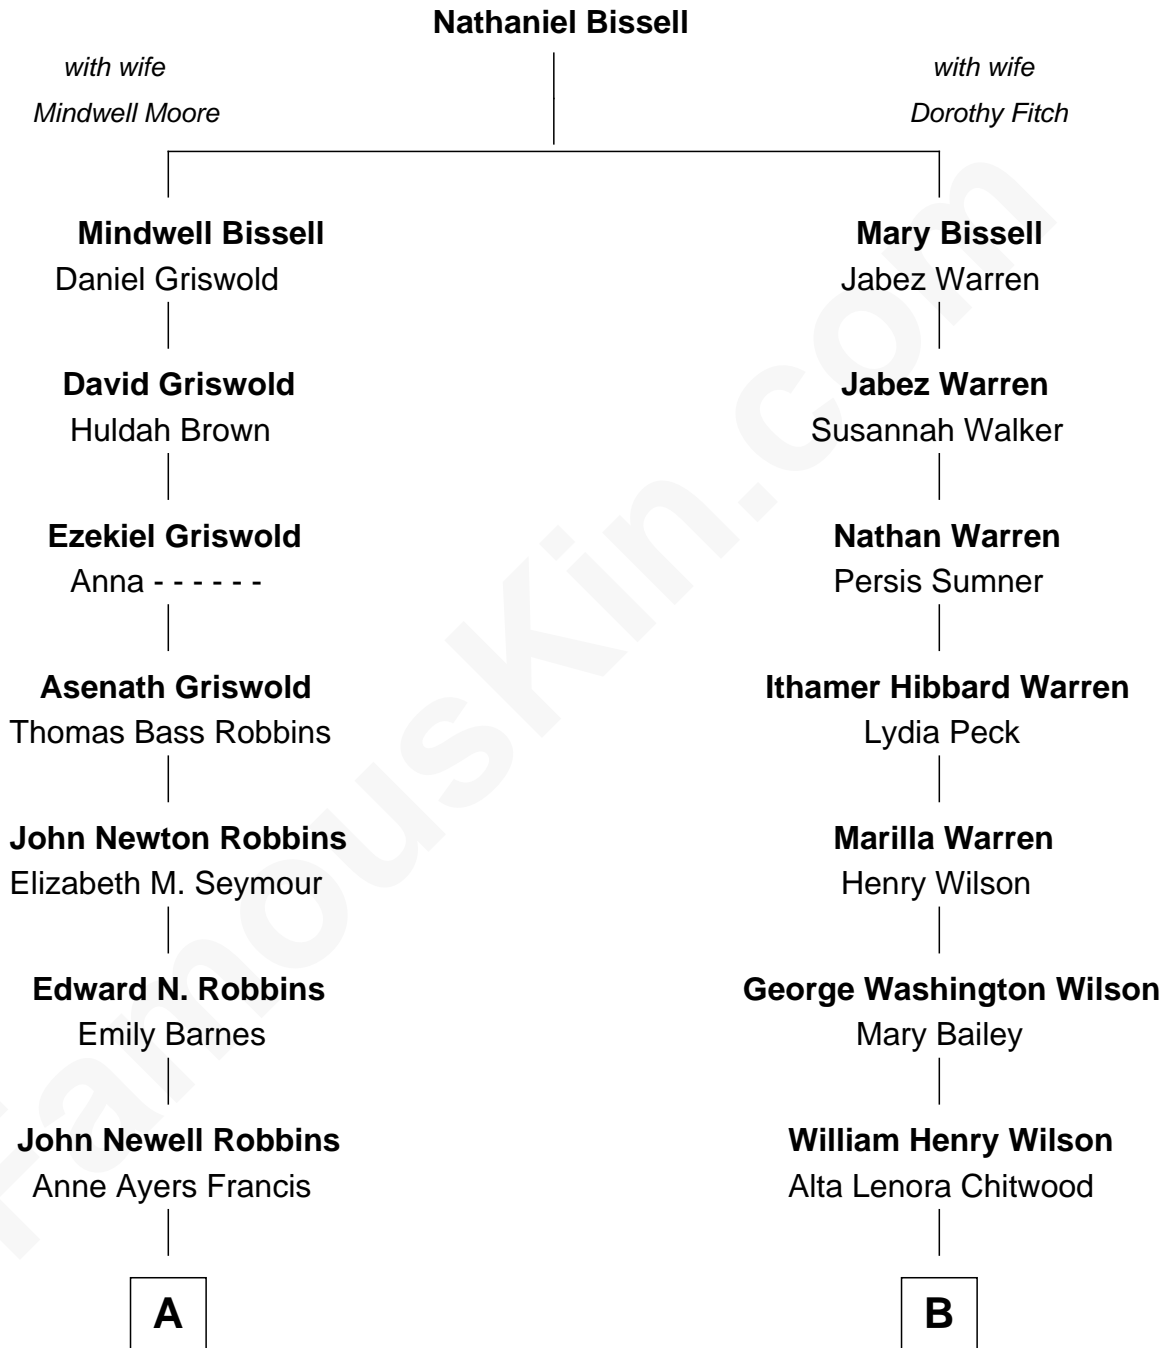 Nathaniel Bissell
with wife
Mindwell Moore
with wife
Dorothy Fitch
Mindwell Bissell
Daniel Griswold
David Griswold
Huldah Brown
Ezekiel Griswold
Anna - - - - - -
Asenath Griswold
Thomas Bass Robbins
John Newton Robbins
Elizabeth M. Seymour
Edward N. Robbins
Emily Barnes
John Newell Robbins
Anne Ayers Francis
A
Mary Bissell
Jabez Warren
Jabez Warren
Susannah Walker
Nathan Warren
Persis Sumner
Ithamer Hibbard Warren
Lydia Peck
Marilla Warren
Henry Wilson
George Washington Wilson
Mary Bailey
William Henry Wilson
Alta Lenora Chitwood
B
FamousKin.com